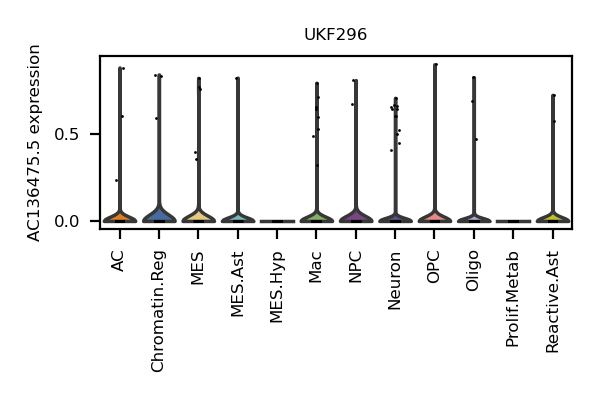 UKF296
AC136475.5 expression
0.5
0.0
AC
Chromatin.Reg
MES
MES.Ast
MES.Hyp
Mac
NPC
Neuron
OPC
Oligo
Prolif.Metab
Reactive.Ast